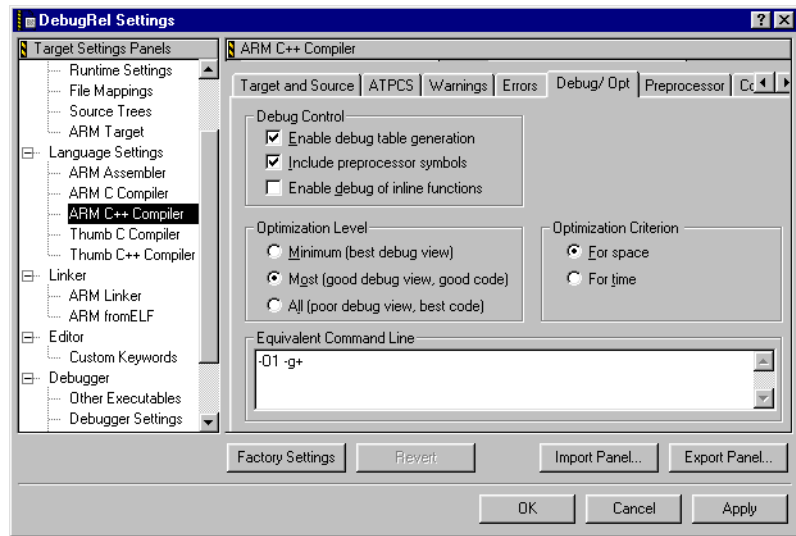 DebugRel Settings
Target Settings Panels
Runtime Settings
File Mappings
Source Trees
ARM Target
Language Settings
ARM Assembler
ARM C Compiler
ARM C++ Compiler
Thumb C Compiler
Thumb C++ Compiler
Linker
ARM Linker
ARM fromELF
Editor
Custom Keywords
Debugger
Other Executables
Debugger Settings
ARM C++ Compiler
Target and Source ATPCS Warnings Errors Debug/ Opt Preprocessor
Debug Control
Enable debug table generation
Include preprocessor symbols
Enable debug of inline functions
Optimization Level
Minimum (best debug view)
Most (good debug view, good code)
All (poor debug view, best code)
Optimization Criterion
For space
For time
Equivalent Command Line
-O1 -g+
Factory Settings Revert Import Panel... Export Panel...
OK Cancel Apply